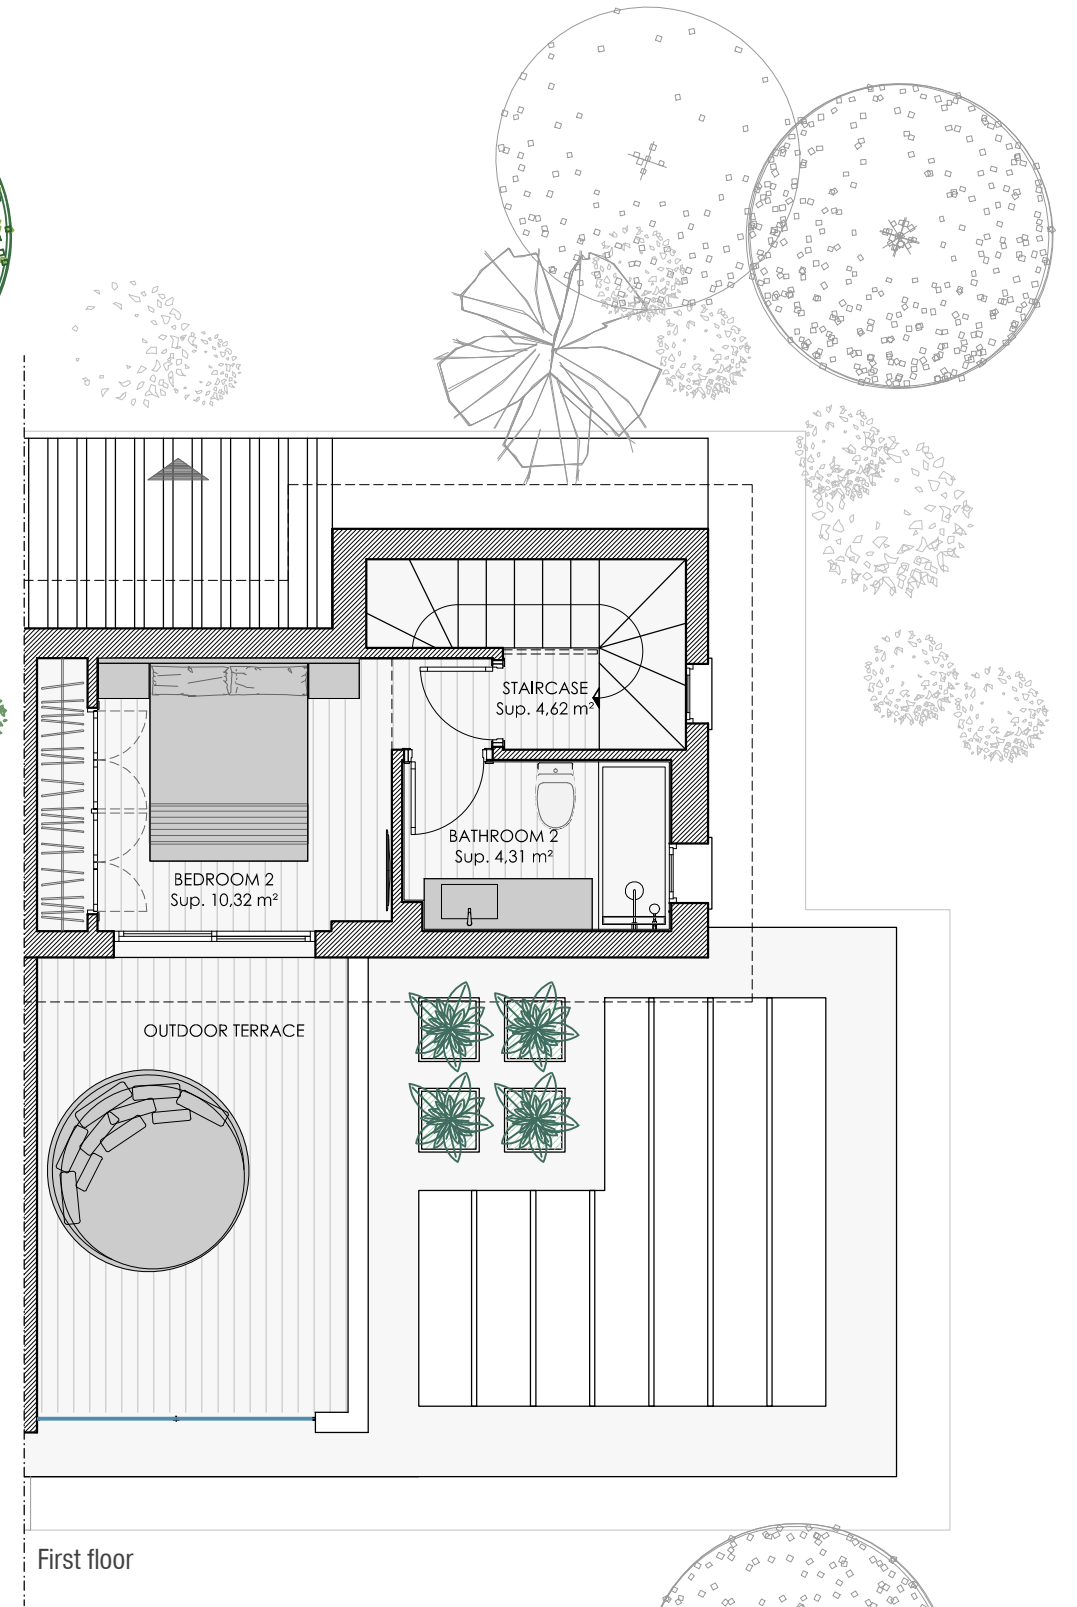 STAIRCASE
Sup. 4,62 m²
BATHROOM 2
Sup. 4,31 m²
BEDROOM 2
Sup. 10,32 m²
OUTDOOR TERRACE
First floor